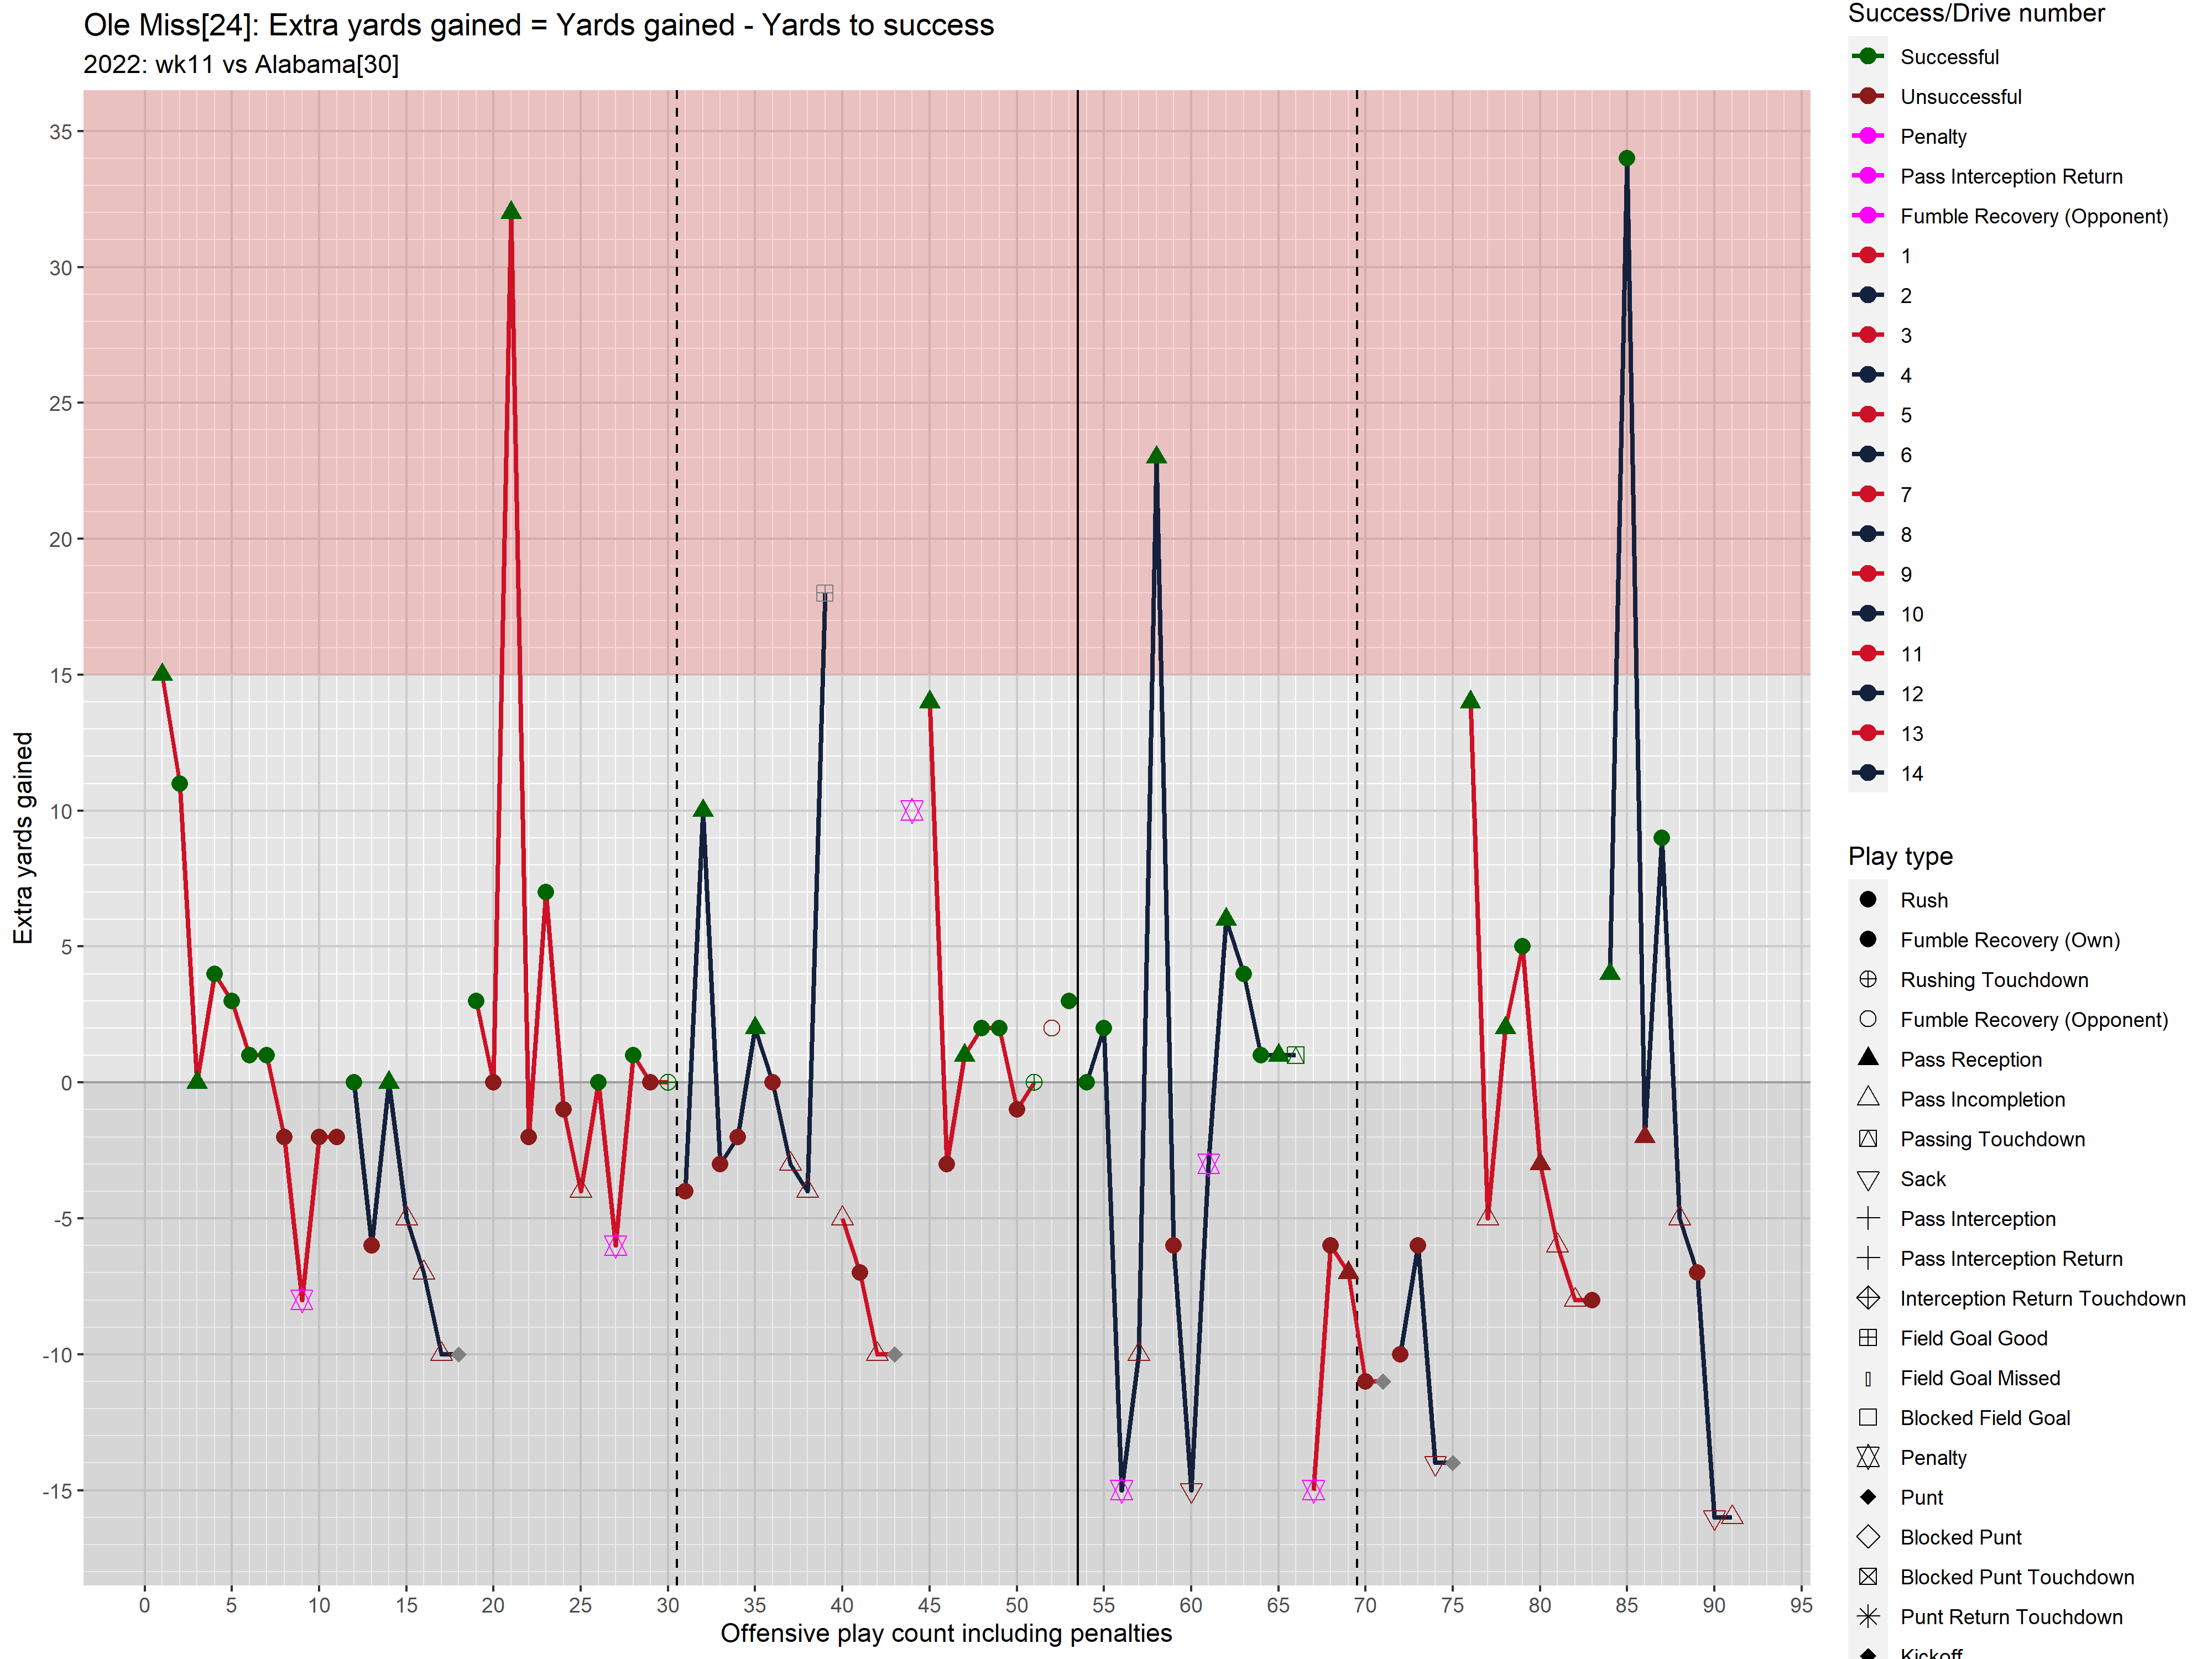 Ole Miss[24]: Extra yards gained = Yards gained - Yards to success
2022: wk11 vs Alabama[30]
Extra yards gained
35
30
25
20
15
10
5
0
-5
-10
-15
0 5 10 15 20 25 30 35 40 45 50 55 60 65 70 75 80 85 90 95
Offensive play count including penalties
Success/Drive number
Successful
Unsuccessful
Penalty
Pass Interception Return
Fumble Recovery (Opponent)
1
2
3
4
5
6
7
8
9
10
11
12
13
14
Play type
Rush
Fumble Recovery (Own)
Rushing Touchdown
Fumble Recovery (Opponent)
Pass Reception
Pass Incompletion
Passing Touchdown
Sack
Pass Interception
Pass Interception Return
Interception Return Touchdown
Field Goal Good
Field Goal Missed
Blocked Field Goal
Penalty
Punt
Blocked Punt
Blocked Punt Touchdown
Punt Return Touchdown
Kickoff